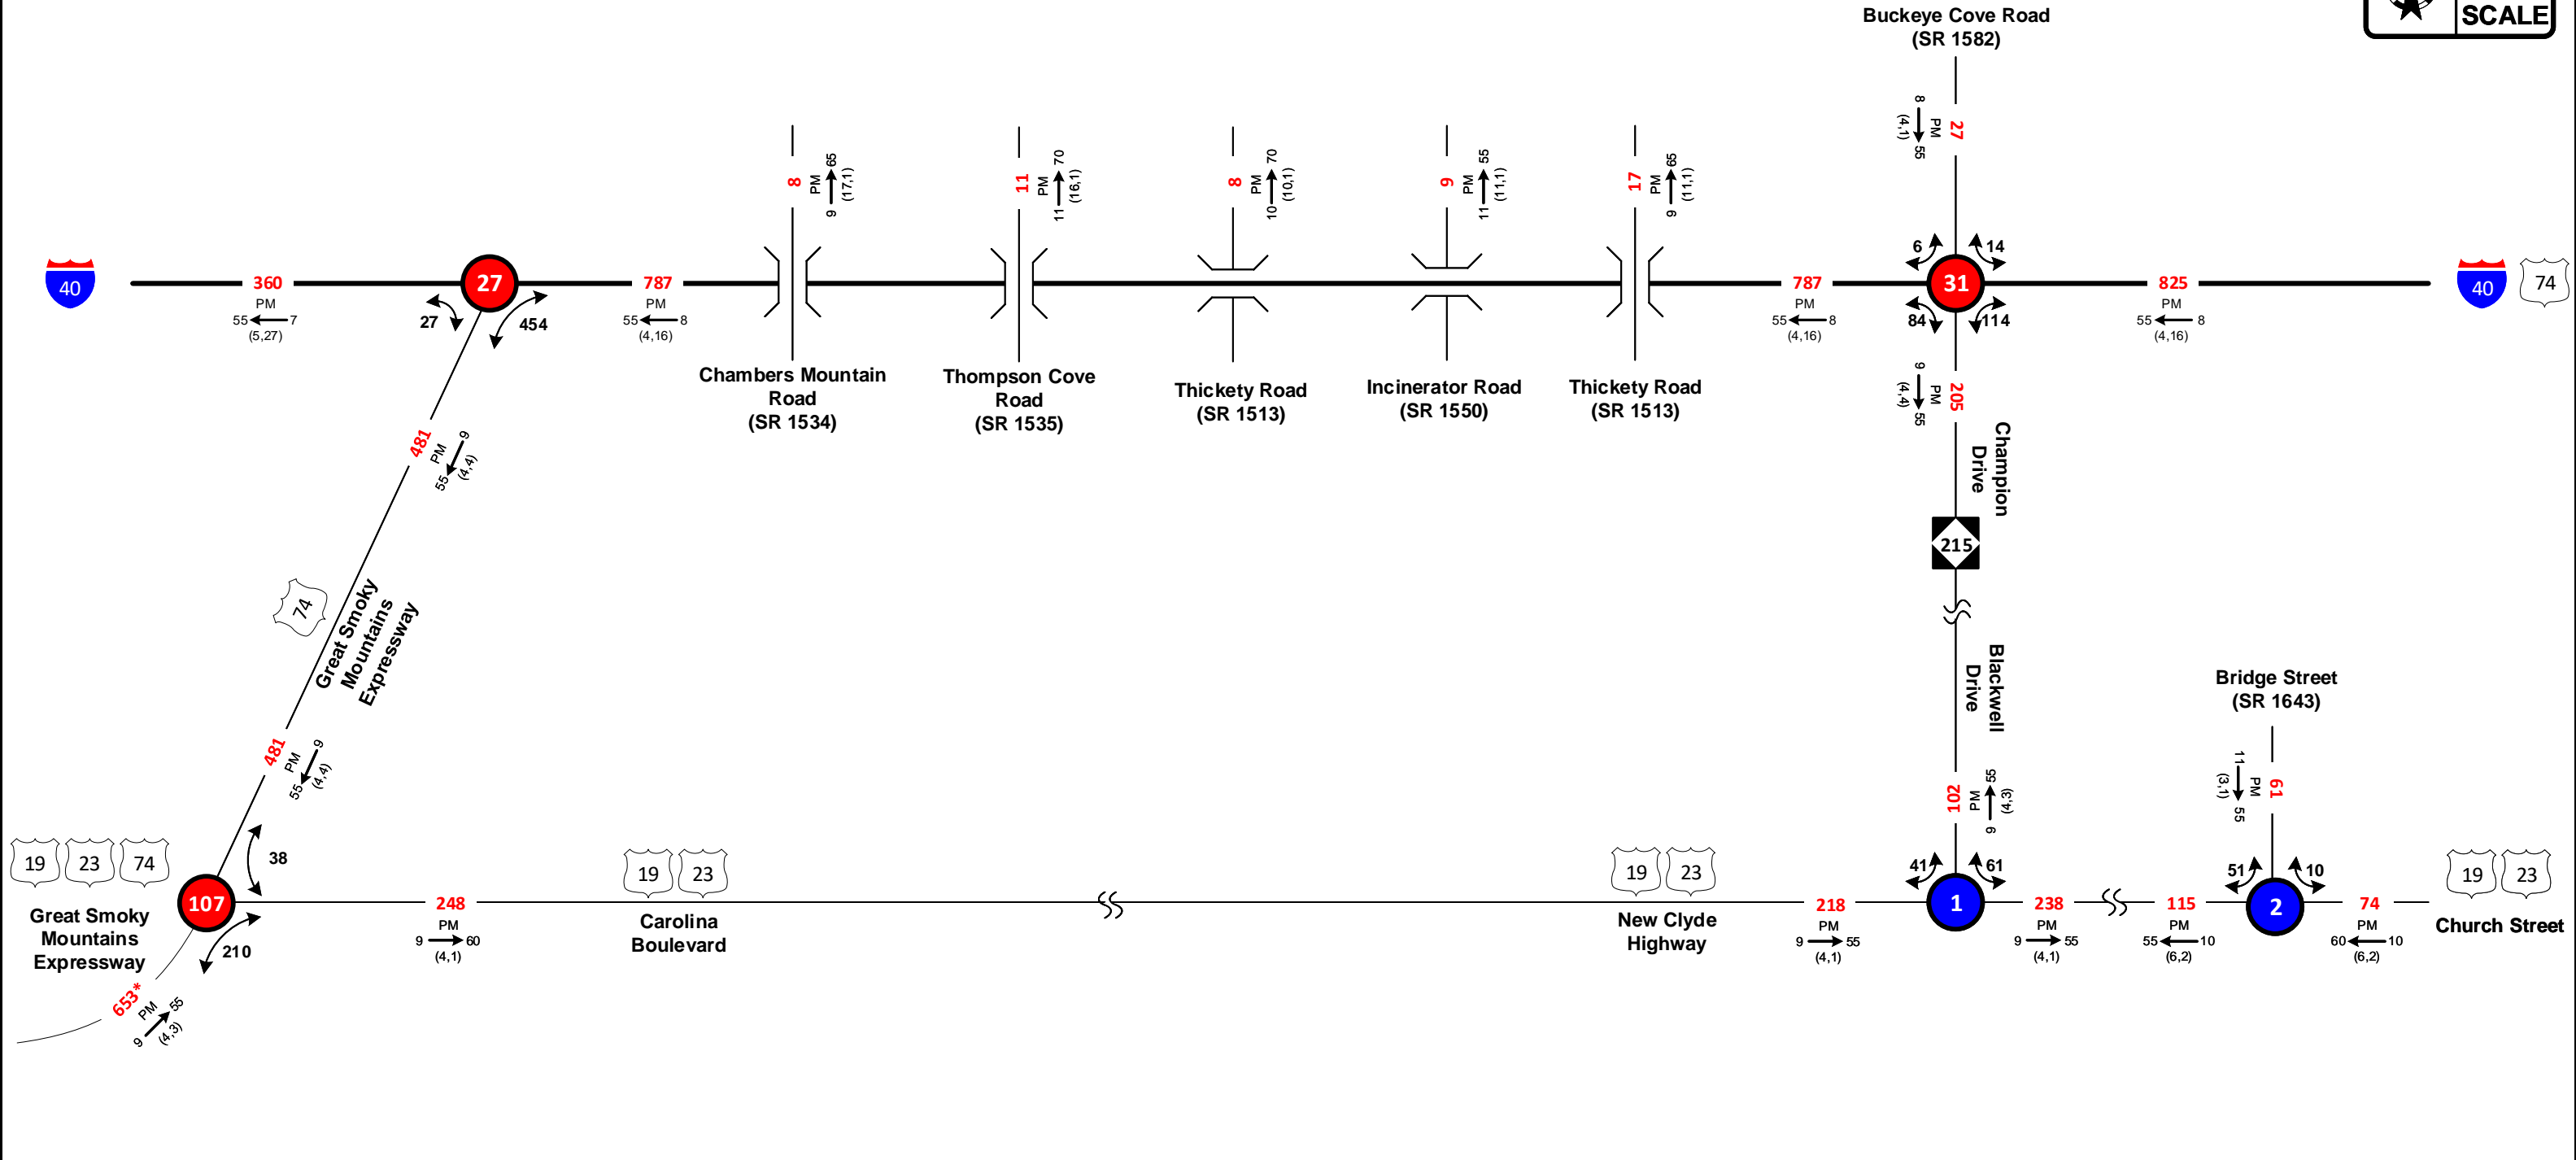 Buckeye Cove Road
(SR 1582)
SCALE
8
55
(4,1)
PM
27
8
PM
9
65
(17,1)
11
PM
11
70
(16,1)
8
PM
10
70
(10,1)
9
PM
11
55
(11,1)
17
PM
9
65
(11,1)
40
360
PM
55
7
(5,27)
27
27
454
787
PM
55
8
(4,16)
787
PM
55
8
(4,16)
6
14
31
84
114
825
PM
55
8
(4,16)
40
74
Chambers Mountain
Road
(SR 1534)
Thompson Cove
Road
(SR 1535)
Thickety Road
(SR 1513)
Incinerator Road
(SR 1550)
Thickety Road
(SR 1513)
9
55
(4,4)
PM
205
Champion
Drive
215
Blackwell
Drive
481
PM
9
55
(4,4)
74
Great Smoky
Mountains
Expressway
481
PM
9
55
(4,4)
Bridge Street
(SR 1643)
11
55
(3,1)
PM
61
102
PM
9
55
(4,3)
19
23
74
107
38
210
Great Smoky
Mountains
Expressway
653*
PM
9
55
(4,3)
248
PM
9
60
(4,1)
19
23
Carolina
Boulevard
19
23
New Clyde
Highway
218
PM
9
55
(4,1)
41
61
1
238
PM
9
55
(4,1)
115
PM
55
10
(6,2)
51
10
2
74
PM
60
10
(6,2)
19
23
Church Street